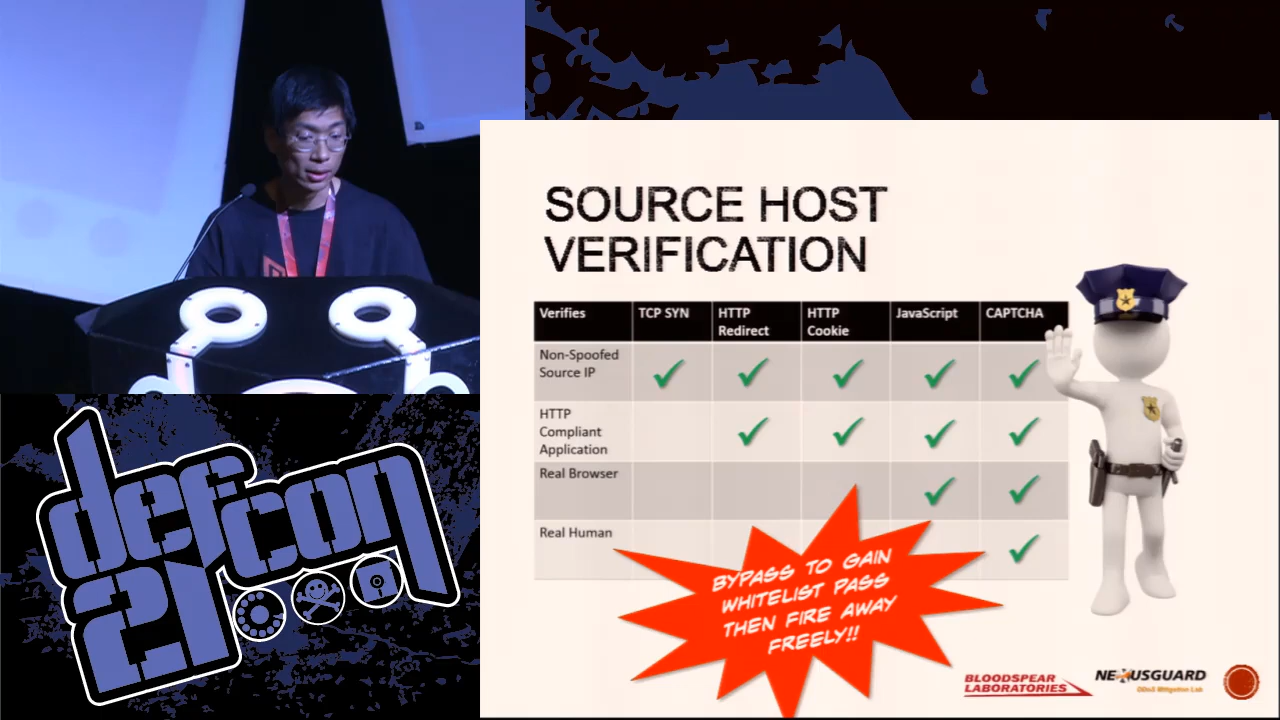 SOURCE HOST
VERIFICATION
Verifies
TCP SYN
HTTP
Redirect
HTTP
Cookie
JavaScript
CAPTCHA
Non-Spoofed
Source IP
HTTP
Compliant
Application
Real Browser
Real Human
BYPASS TO GAIN
WHITELIST PASS
THEN FIRE AWAY
FREELY!!
defcon
21
BLOODSPEAR
LABORATORIES
NEXUSGUARD
DDoS Mitigation Lab